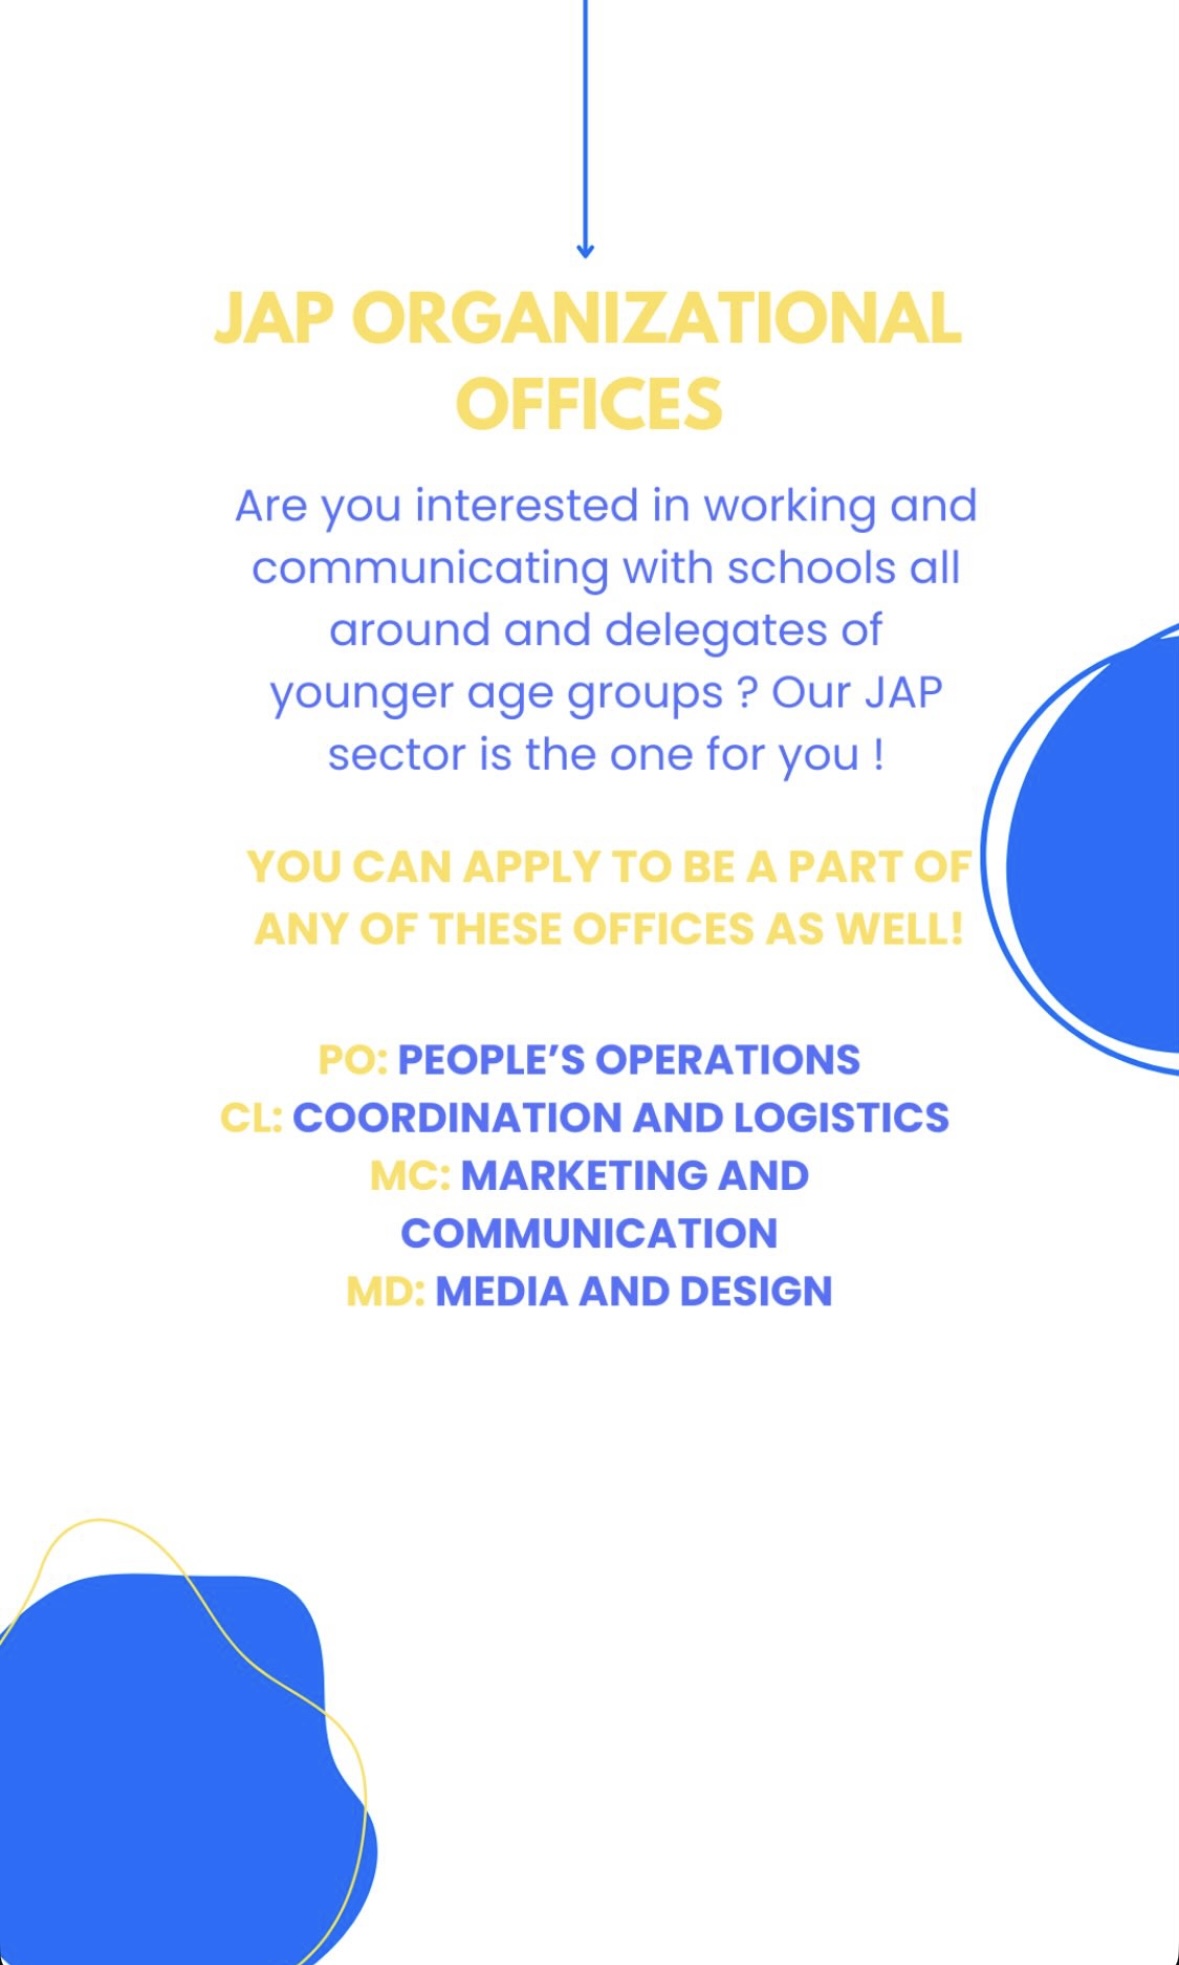 JAP ORGANIZATIONAL
OFFICES
Are you interested in working and
communicating with schools all
around and delegates of
younger age groups ? Our JAP
sector is the one for you !
YOU CAN APPLY TO BE A PART OF
ANY OF THESE OFFICES AS WELL!
PO: PEOPLE’S OPERATIONS
CL: COORDINATION AND LOGISTICS
MC: MARKETING AND
COMMUNICATION
MD: MEDIA AND DESIGN